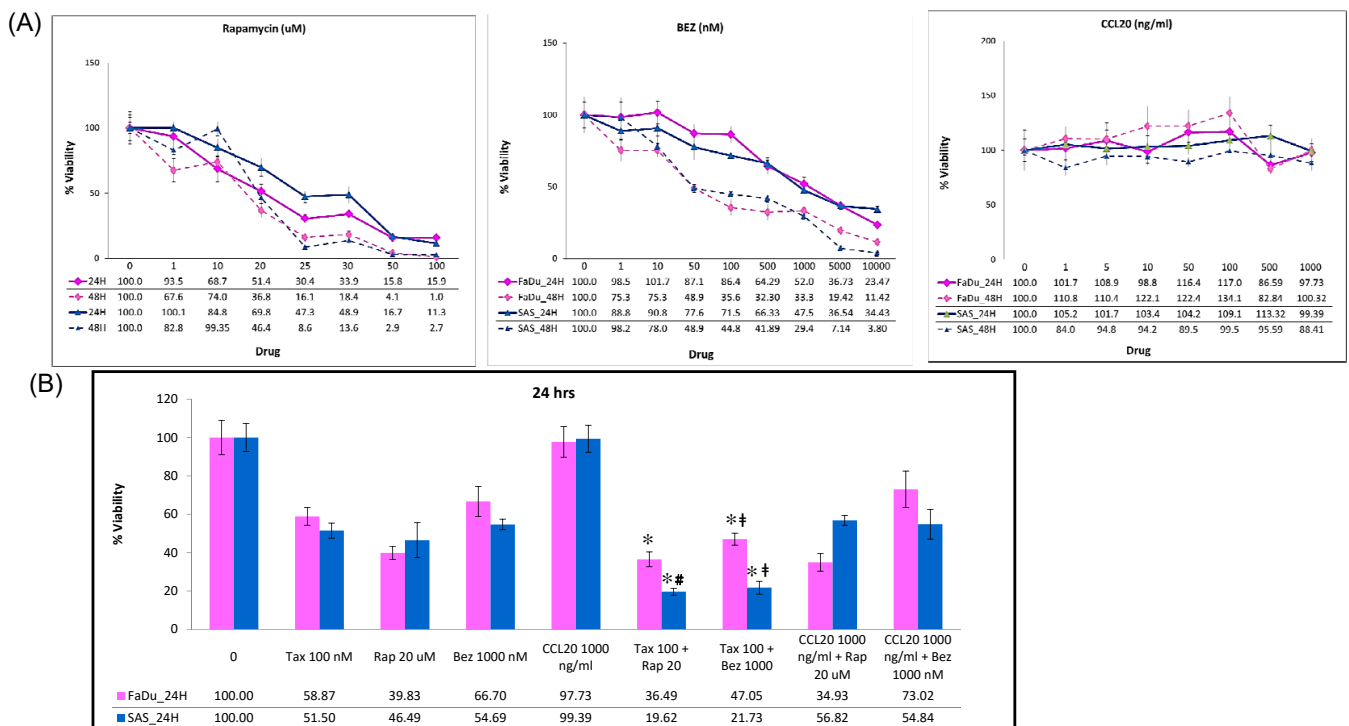 (A)
Rapamycin (uM)
150
100
50
0
% Viability
0 1 10 20 25 30 50 100
24H 100.0 93.5 68.7 51.4 30.4 33.9 15.8 15.9
48H 100.0 67.6 74.0 36.8 16.1 18.4 4.1 1.0
24H 100.0 100.1 84.8 69.8 47.3 48.9 16.7 11.3
48H 100.0 82.8 99.35 46.4 8.6 13.6 2.9 2.7
Drug
BEZ (nM)
150
100
50
0
% Viability
0 1 10 50 100 500 1000 5000 10000
FaDu_24H 100.0 98.5 101.7 87.1 86.4 64.29 52.0 36.73 23.47
FaDu_48H 100.0 75.3 75.3 48.9 35.6 32.30 33.3 19.42 11.42
SAS_24H 100.0 88.8 90.8 77.6 71.5 66.33 47.5 36.54 34.43
SAS_48H 100.0 98.2 78.0 48.9 44.8 41.89 29.4 7.14 3.80
Drug
CCL20 (ng/ml)
200
150
100
50
0
% Viability
0 1 5 10 50 100 500 1000
FaDu_24H 100.0 101.7 108.9 98.8 116.4 117.0 86.59 97.73
FaDu_48H 100.0 110.8 110.4 122.1 122.4 134.1 82.84 100.32
SAS_24H 100.0 105.2 101.7 103.4 104.2 109.1 113.32 99.39
SAS_48H 100.0 84.0 94.8 94.2 89.5 99.5 95.59 88.41
Drug
(B)
24 hrs
120
100
80
60
40
20
0
% Viability
* *# *ǂ *ǂ
0 Tax 100 nM Rap 20 uM Bez 1000 nM CCL20 1000 ng/ml Tax 100 + Rap 20 Tax 100 + Bez 1000 CCL20 1000 ng/ml + Rap 20 uM CCL20 1000 ng/ml + Bez 1000 nM
FaDu_24H 100.00 58.87 39.83 66.70 97.73 36.49 47.05 34.93 73.02
SAS_24H 100.00 51.50 46.49 54.69 99.39 19.62 21.73 56.82 54.84